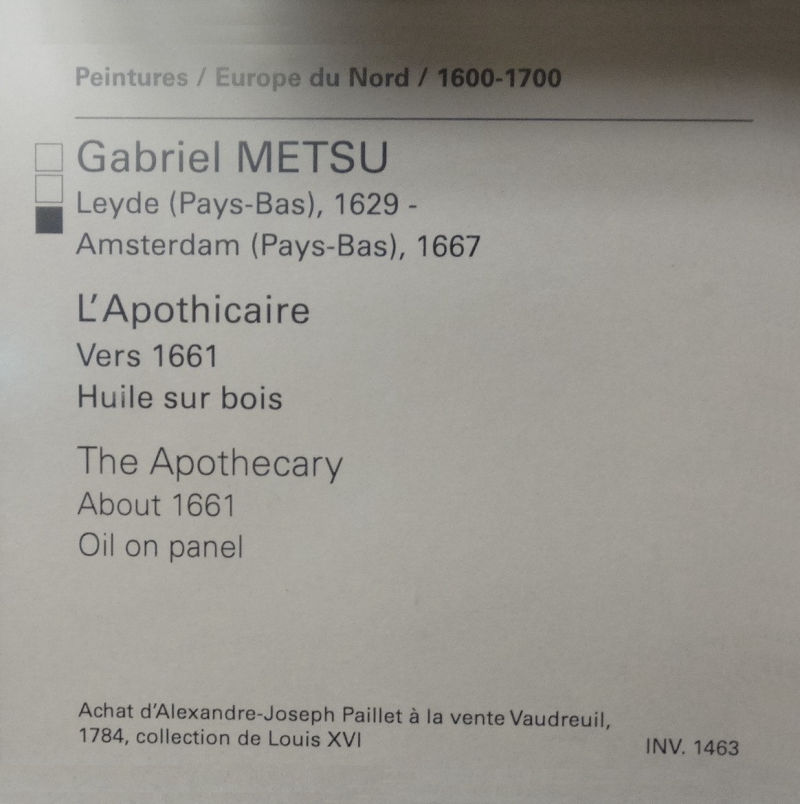 Peintures / Europe du Nord / 1600-1700
Gabriel METSU
Leyde (Pays-Bas), 1629 -
Amsterdam (Pays-Bas), 1667
L'Apothicaire
Vers 1661
Huile sur bois
The Apothecary
About 1661
Oil on panel
Achat d'Alexandre-Joseph Paillet à la vente Vaudreuil,
1784, collection de Louis XVI
INV. 1463